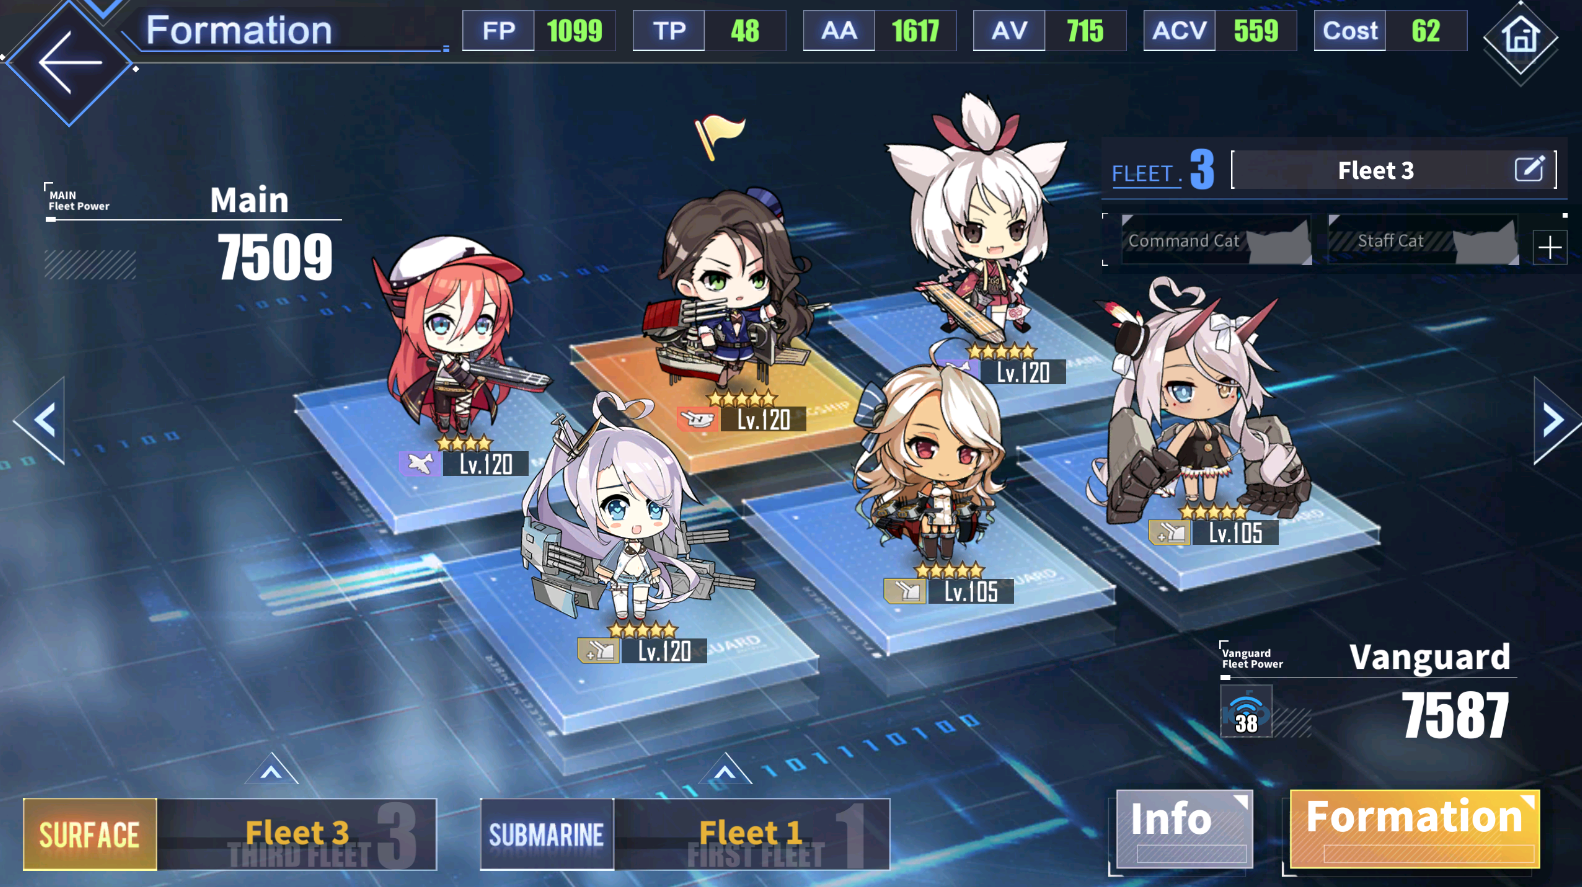 Formation
FP 1099
TP 48
AA 1617
AV 715
ACV 559
Cost 62
MAIN
Fleet Power
Main
7509
FLEET. 3
Fleet 3
Command Cat
Staff Cat
Lv.120
Lv.120
Lv.120
Lv.120
Lv.105
Lv.105
Vanguard
Fleet Power
Vanguard
38
7587
SURFACE
Fleet 3
THIRD FLEET 3
SUBMARINE
Fleet 1
FIRST FLEET 1
Info
Formation